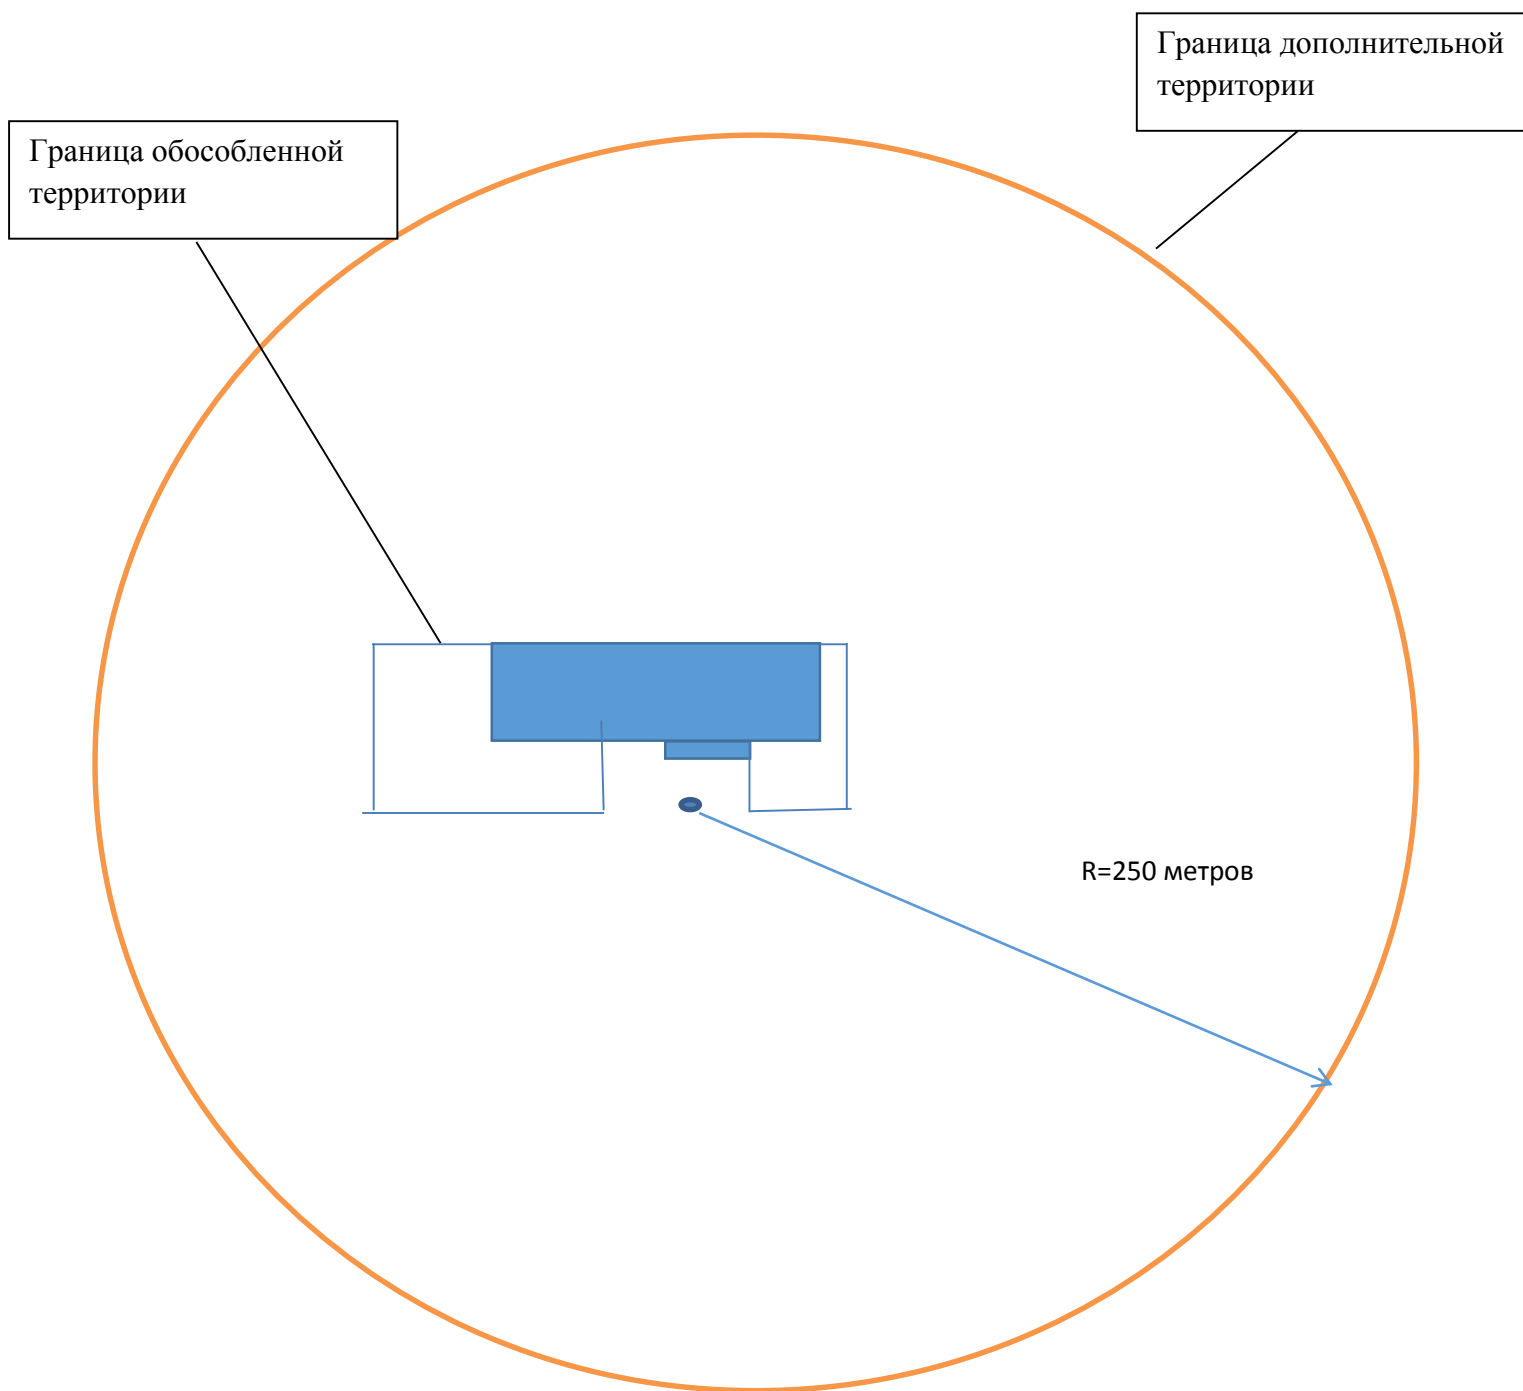 Граница дополнительной
территории
Граница обособленной
территории
R=250 метров